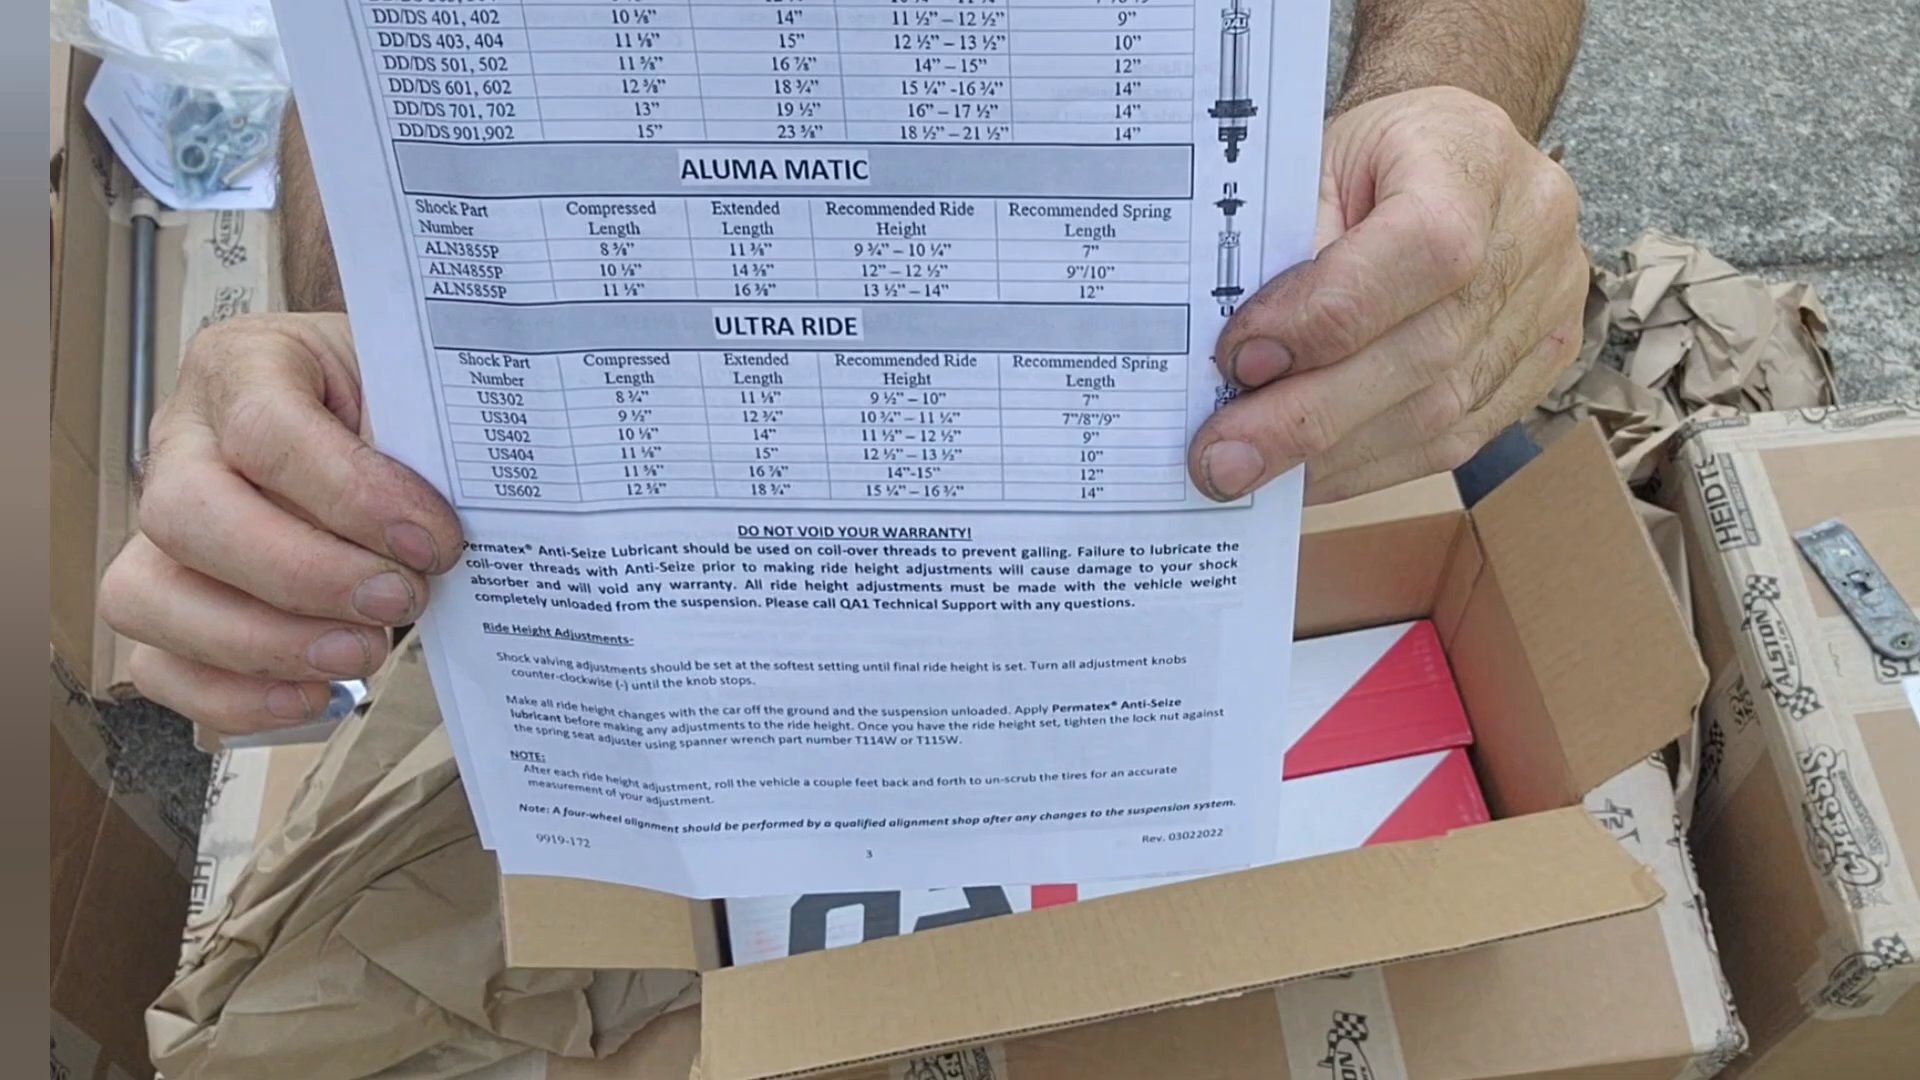 DD/DS 401, 402 10 ⅛” 14” 11 ½” – 12 ½” 9”
DD/DS 403, 404 11 ⅛” 15” 12 ½” – 13 ½” 10”
DD/DS 501, 502 11 ⅝” 16 ⅞” 14” – 15” 12”
DD/DS 601, 602 12 ⅝” 18 ¾” 15 ¼” -16 ¾” 14”
DD/DS 701, 702 13” 19 ½” 16” – 17 ½” 14”
DD/DS 901,902 15” 23 ⅝” 18 ½” – 21 ½” 14”
ALUMA MATIC
Shock Part Compressed Extended Recommended Ride Recommended Spring
Number Length Length Height Length
ALN3855P 8 ⅝” 11 ⅜” 9 ¾” – 10 ¼” 7”
ALN4855P 10 ⅛” 14 ⅜” 12” – 12 ½” 9”/10”
ALN5855P 11 ⅛” 16 ⅜” 13 ½” – 14” 12”
ULTRA RIDE
Shock Part Compressed Extended Recommended Ride Recommended Spring
Number Length Length Height Length
US302 8 ¾” 11 ⅛” 9 ½” – 10” 7”
US304 9 ½” 12 ¾” 10 ¾” – 11 ¼” 7”/8”/9”
US402 10 ⅛” 14” 11 ½” – 12 ½” 9”
US404 11 ⅛” 15” 12 ½” – 13 ½” 10”
US502 11 ⅝” 16 ⅞” 14”-15” 12”
US602 12 ⅝” 18 ¾” 15 ¼” – 16 ¾” 14”
DO NOT VOID YOUR WARRANTY!
Permatex® Anti-Seize Lubricant should be used on coil-over threads to prevent galling. Failure to lubricate the
coil-over threads with Anti-Seize prior to making ride height adjustments will cause damage to your shock
absorber and will void any warranty. All ride height adjustments must be made with the vehicle weight
completely unloaded from the suspension. Please call QA1 Technical Support with any questions.
Ride Height Adjustments-
Shock valving adjustments should be set at the softest setting until final ride height is set. Turn all adjustment knobs
counter-clockwise (-) until the knob stops.
Make all ride height changes with the car off the ground and the suspension unloaded. Apply Permatex® Anti-Seize
lubricant before making any adjustments to the ride height. Once you have the ride height set, tighten the lock nut against
the spring seat adjuster using spanner wrench part number T114W or T115W.
NOTE:
After each ride height adjustment, roll the vehicle a couple feet back and forth to un-scrub the tires for an accurate
measurement of your adjustment.
Note: A four-wheel alignment should be performed by a qualified alignment shop after any changes to the suspension system.
9919-172 3 Rev. 03022022
HEIDTS
ALSTON
CHASSIS